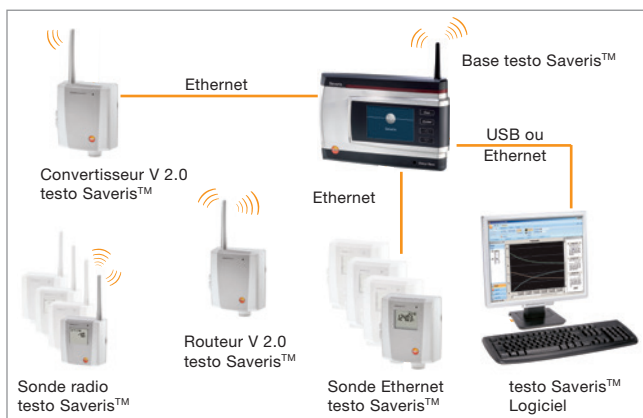 Base testo Saveris™
Ethernet
USB ou
Ethernet
Convertisseur V 2.0
testo Saveris™
Ethernet
Routeur V 2.0
testo Saveris™
Sonde radio
testo Saveris™
Sonde Ethernet
testo Saveris™
testo Saveris™
Logiciel